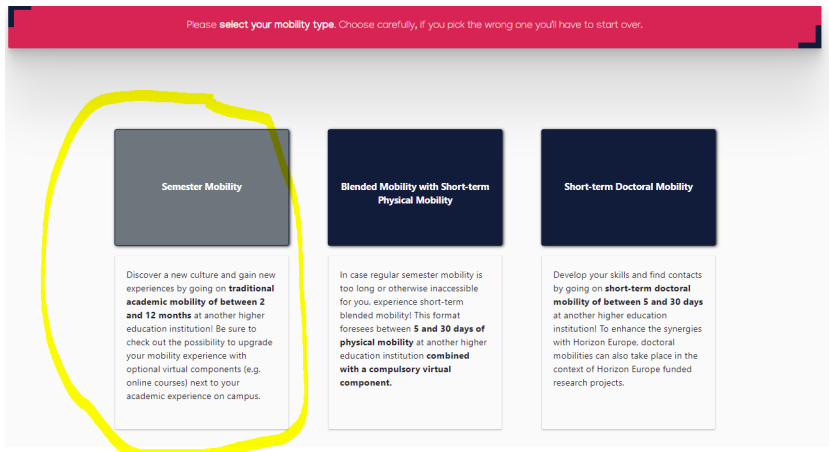 Please select your mobility type. Choose carefully, if you pick the wrong one you'll have to start over.
Semester Mobility
Discover a new culture and gain new
experiences by going on traditional
academic mobility of between 2
and 12 months at another higher
education institution! Be sure to
check out the possibility to upgrade
your mobility experience with
optional virtual components (e.g.
online courses) next to your
academic experience on campus.
Blended Mobility with Short-term
Physical Mobility
In case regular semester mobility is
too long or otherwise inaccessible
for you, experience short-term
blended mobility! This format
foresees between 5 and 30 days of
physical mobility at another higher
education institution combined
with a compulsory virtual
component.
Short-term Doctoral Mobility
Develop your skills and find contacts
by going on short-term doctoral
mobility of between 5 and 30 days
at another higher education
institution! To enhance the synergies
with Horizon Europe, doctoral
mobilities can also take place in the
context of Horizon Europe funded
research projects.